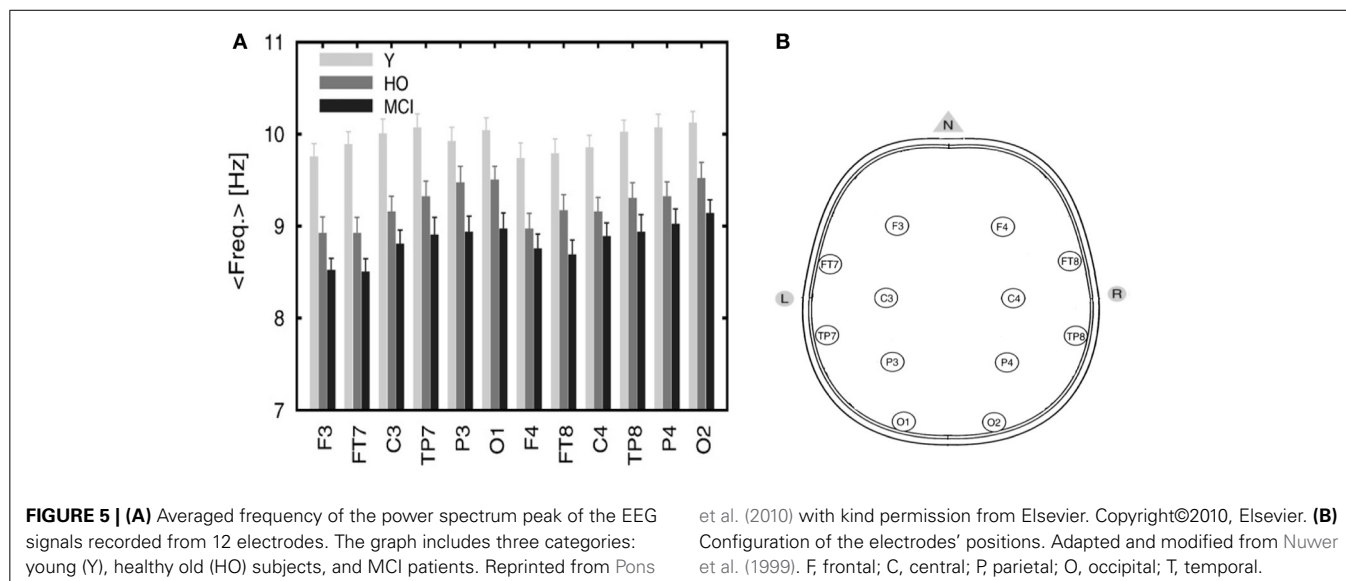 A
11
10
9
8
7
<Freq.> [Hz]
Y
HO
MCI
F3
FT7
C3
TP7
P3
O1
F4
FT8
C4
TP8
P4
O2
B
N
F3
F4
FT7
FT8
L
C3
C4
R
TP7
TP8
P3
P4
O1
O2
FIGURE 5 | (A) Averaged frequency of the power spectrum peak of the EEG
signals recorded from 12 electrodes. The graph includes three categories:
young (Y), healthy old (HO) subjects, and MCI patients. Reprinted from Pons
et al. (2010) with kind permission from Elsevier. Copyright©2010, Elsevier. (B)
Configuration of the electrodes' positions. Adapted and modified from Nuwer
et al. (1999). F, frontal; C, central; P, parietal; O, occipital; T, temporal.